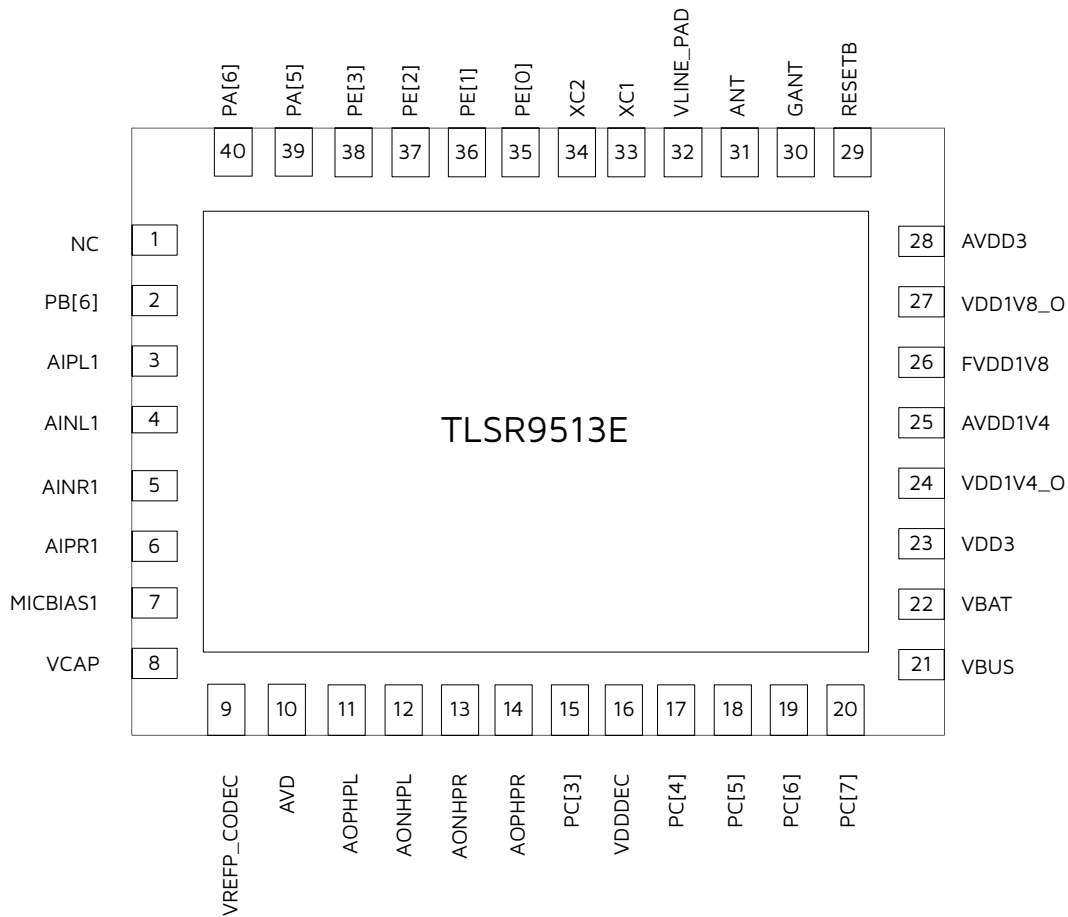 PA[6]
PA[5]
PE[3]
PE[2]
PE[1]
PE[0]
XC2
XC1
VLINE_PAD
ANT
GANT
RESETB
40
39
38
37
36
35
34
33
32
31
30
29
NC
1
28
AVDD3
PB[6]
2
27
VDD1V8_O
AIPL1
3
26
FVDD1V8
AINL1
4
25
AVDD1V4
TLSR9513E
AINR1
5
24
VDD1V4_O
AIPR1
6
23
VDD3
MICBIAS1
7
22
VBAT
VCAP
8
21
VBUS
9
10
11
12
13
14
15
16
17
18
19
20
VREFP_CODEC
AVD
AOPHPL
AONHPL
AONHPR
AOPHPR
PC[3]
VDDDEC
PC[4]
PC[5]
PC[6]
PC[7]